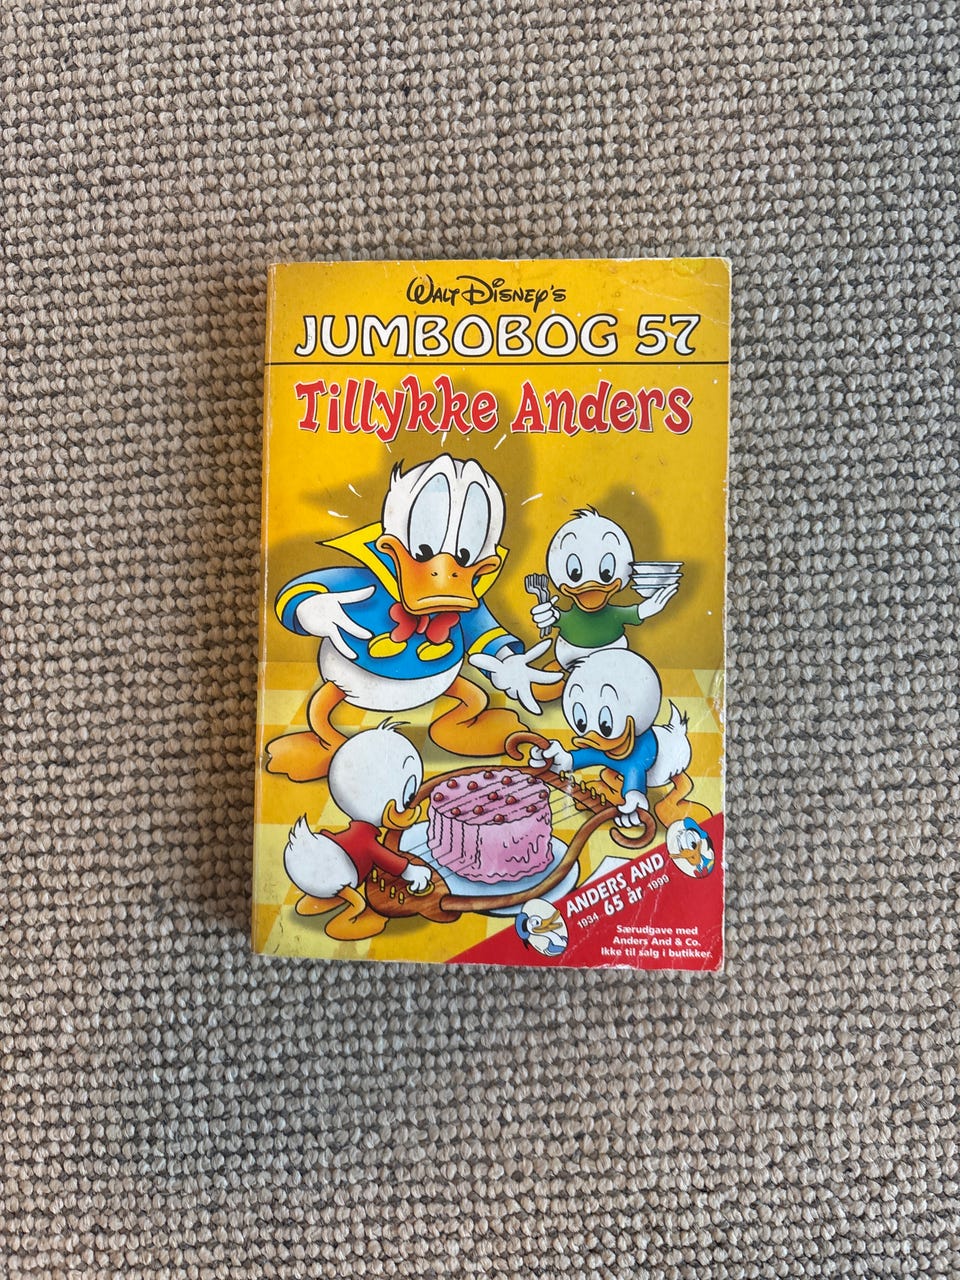 WALT DISNEY'S
JUMBOBOG 57
Tillykke Anders
ANDERS AND
1934 65 år 1999
Særudgave med
Anders And & Co.
Ikke til salg i butikker.